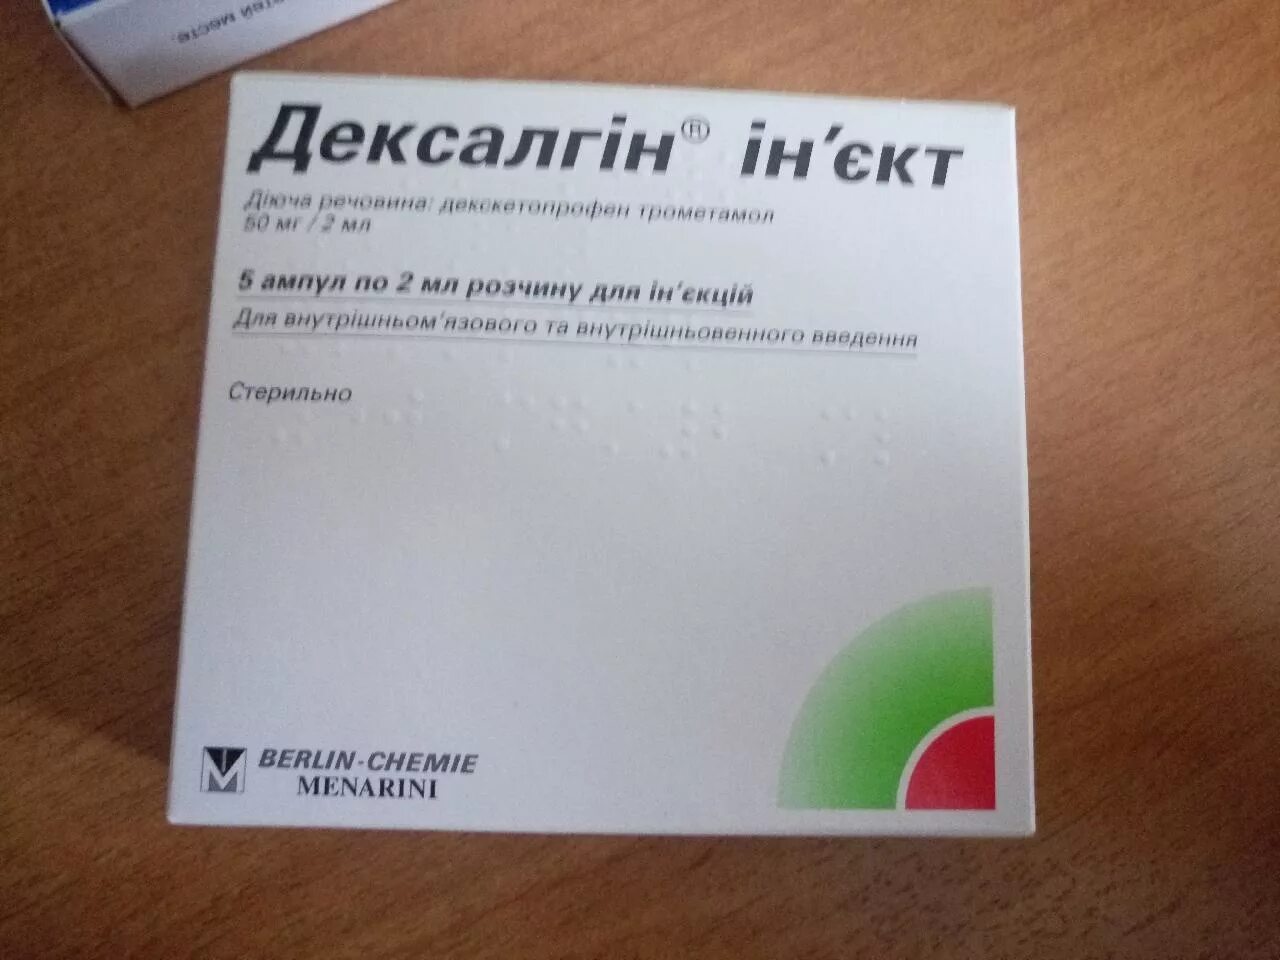 Дексалгін® ін'єкт
Діюча речовина: декскетопрофен трометамол
50 мг / 2 мл
5 ампул по 2 мл розчину для ін'єкцій
Для внутрішньом'язового та внутрішньовенного введення
Стерильно
BERLIN-CHEMIE
MENARINI
месте.